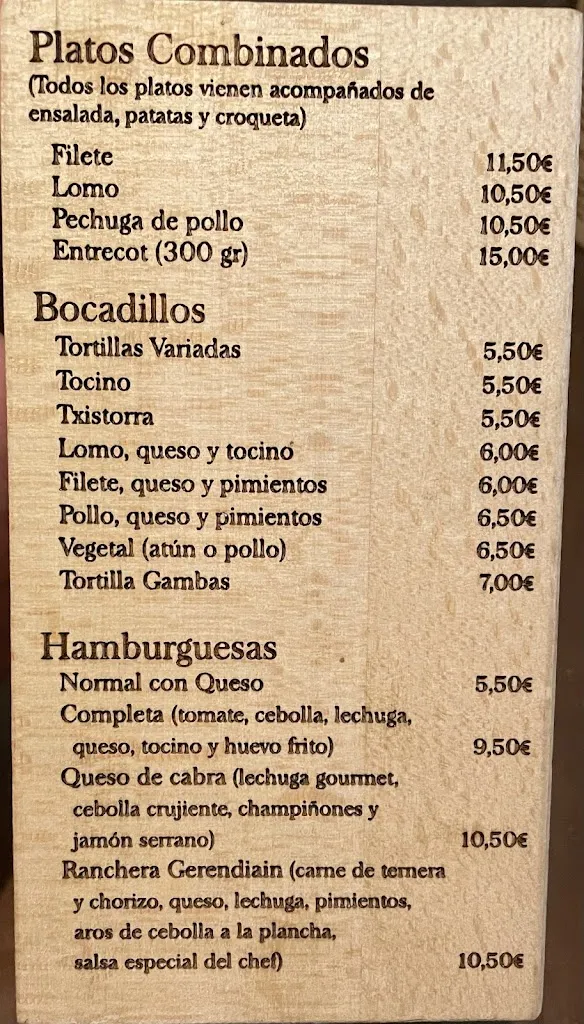 Platos Combinados
(Todos los platos vienen acompañados de
ensalada, patatas y croqueta)
Filete 11,50€
Lomo 10,50€
Pechuga de pollo 10,50€
Entrecot (300 gr) 15,00€
Bocadillos
Tortillas Variadas 5,50€
Tocino 5,50€
Txistorra 5,50€
Lomo, queso y tocino 6,00€
Filete, queso y pimientos 6,00€
Pollo, queso y pimientos 6,50€
Vegetal (atún o pollo) 6,50€
Tortilla Gambas 7,00€
Hamburguesas
Normal con Queso 5,50€
Completa (tomate, cebolla, lechuga,
queso, tocino y huevo frito) 9,50€
Queso de cabra (lechuga gourmet,
cebolla crujiente, champiñones y
jamón serrano) 10,50€
Ranchera Gerendiain (carne de ternera
y chorizo, queso, lechuga, pimientos,
aros de cebolla a la plancha,
salsa especial del chef) 10,50€